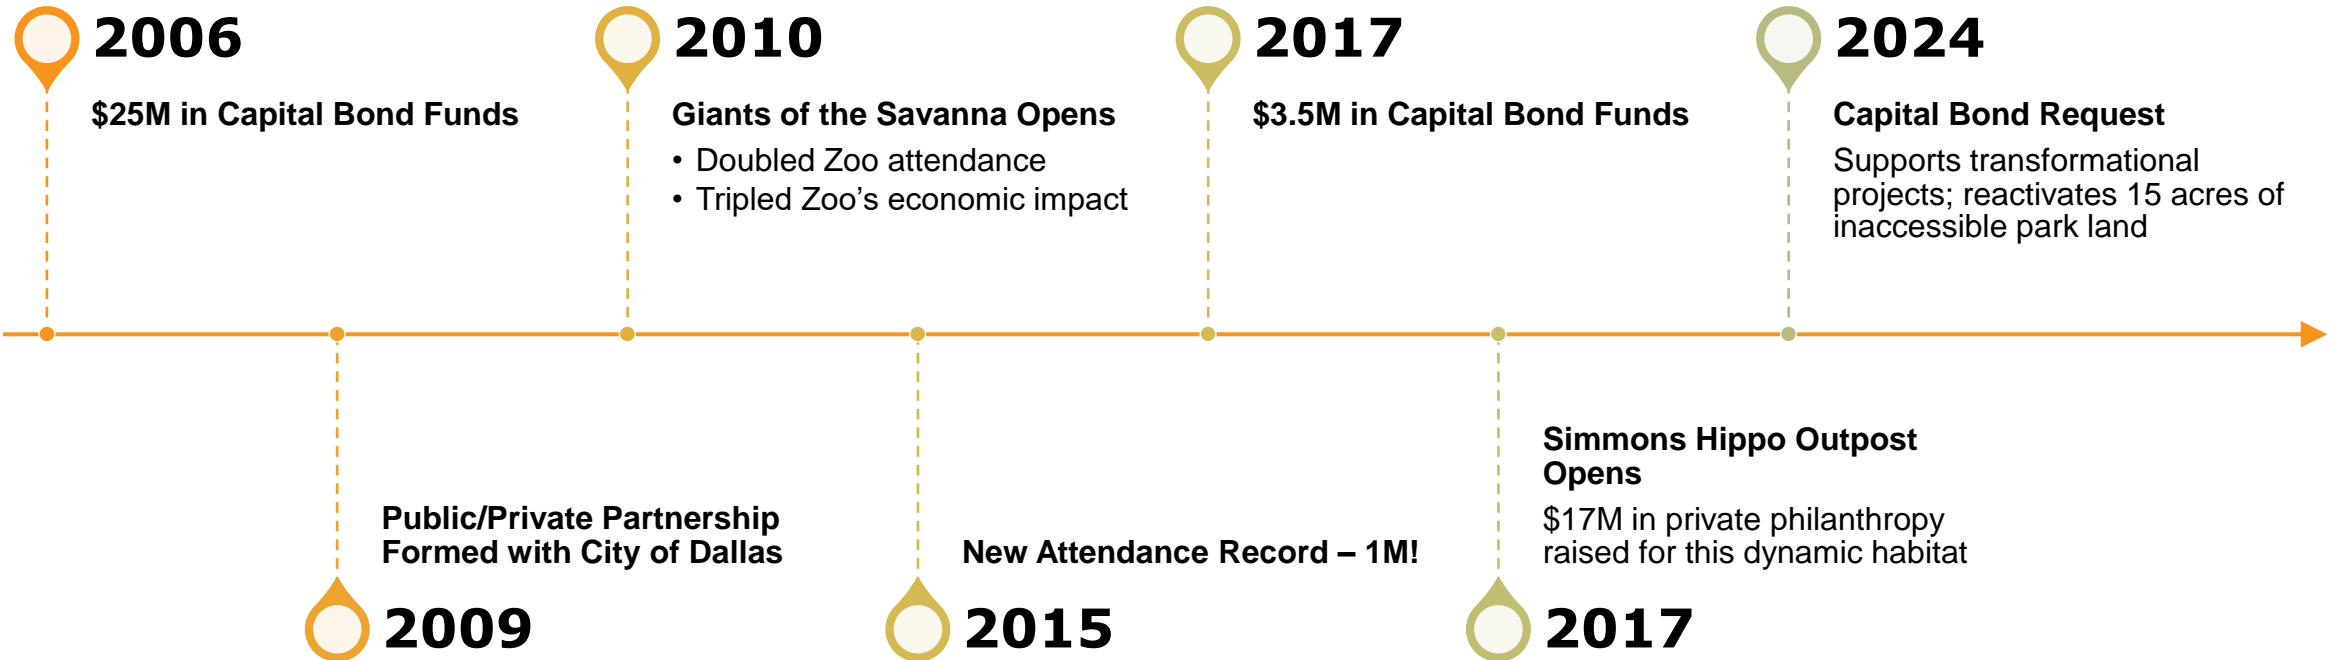 2006
$25M in Capital Bond Funds
2010
Giants of the Savanna Opens
• Doubled Zoo attendance
• Tripled Zoo’s economic impact
2017
$3.5M in Capital Bond Funds
2024
Capital Bond Request
Supports transformational
projects; reactivates 15 acres of
inaccessible park land
Public/Private Partnership
Formed with City of Dallas
2009
New Attendance Record – 1M!
2015
Simmons Hippo Outpost
Opens
$17M in private philanthropy
raised for this dynamic habitat
2017